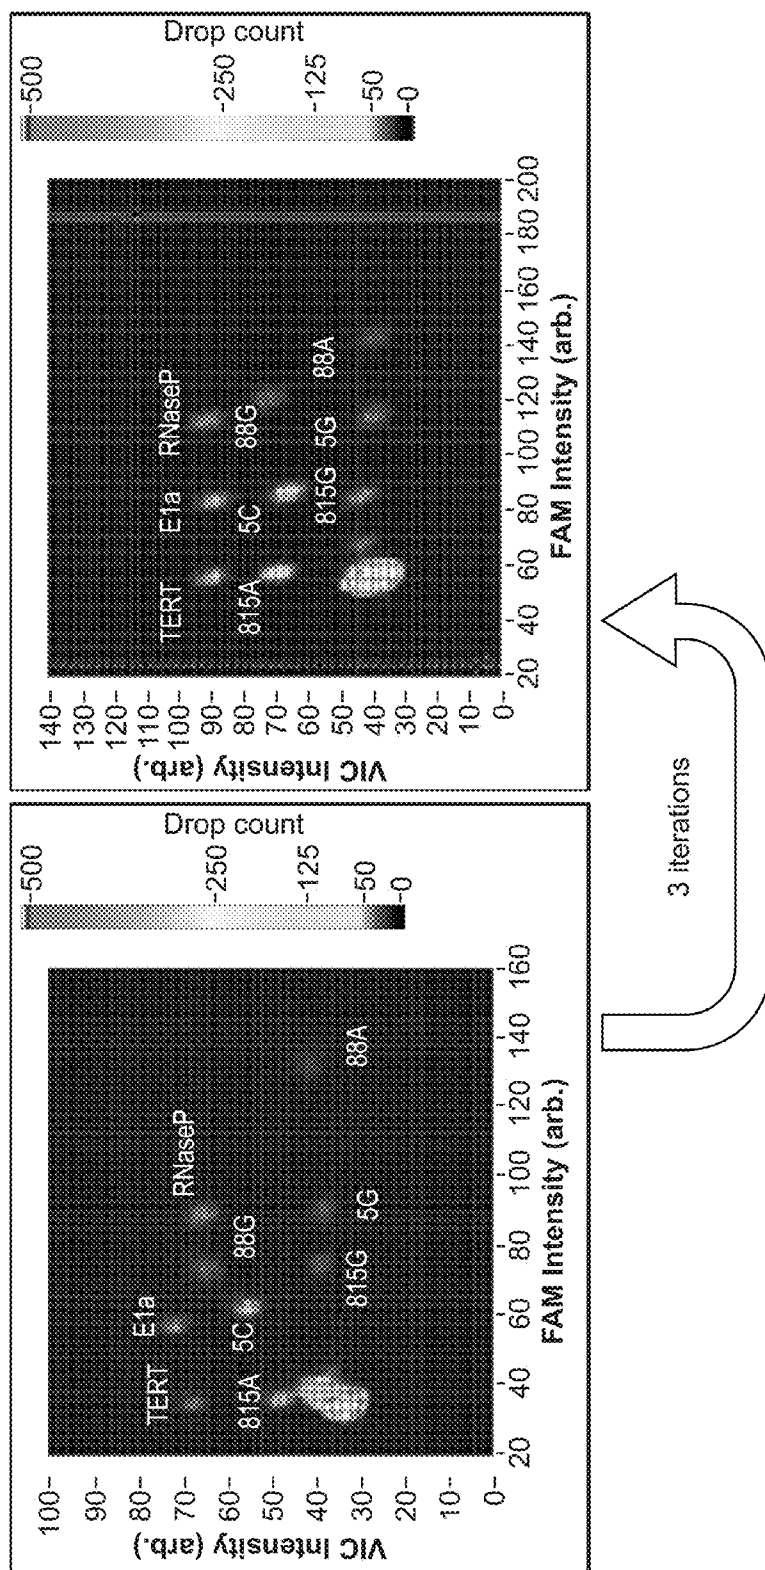 100-
90-
80-
70-
60-
50-
40-
30-
20-
10-
0-
VIC Intensity (arb.)
TERT
E1a
RNaseP
815A
5C
88G
815G
5G
88A
20
40
60
80
100
120
140
160
FAM Intensity (arb.)
-500
-250
-125
-50
-0
Drop count
140-
130-
120-
110-
100-
90-
80-
70-
60-
50-
40-
30-
20-
10-
0-
VIC Intensity (arb.)
TERT
E1a
RNaseP
815A
5C
88G
815G
5G
88A
20
40
60
80
100
120
140
160
180
200
FAM Intensity (arb.)
-500
-250
-125
-50
-0
Drop count
3 iterations